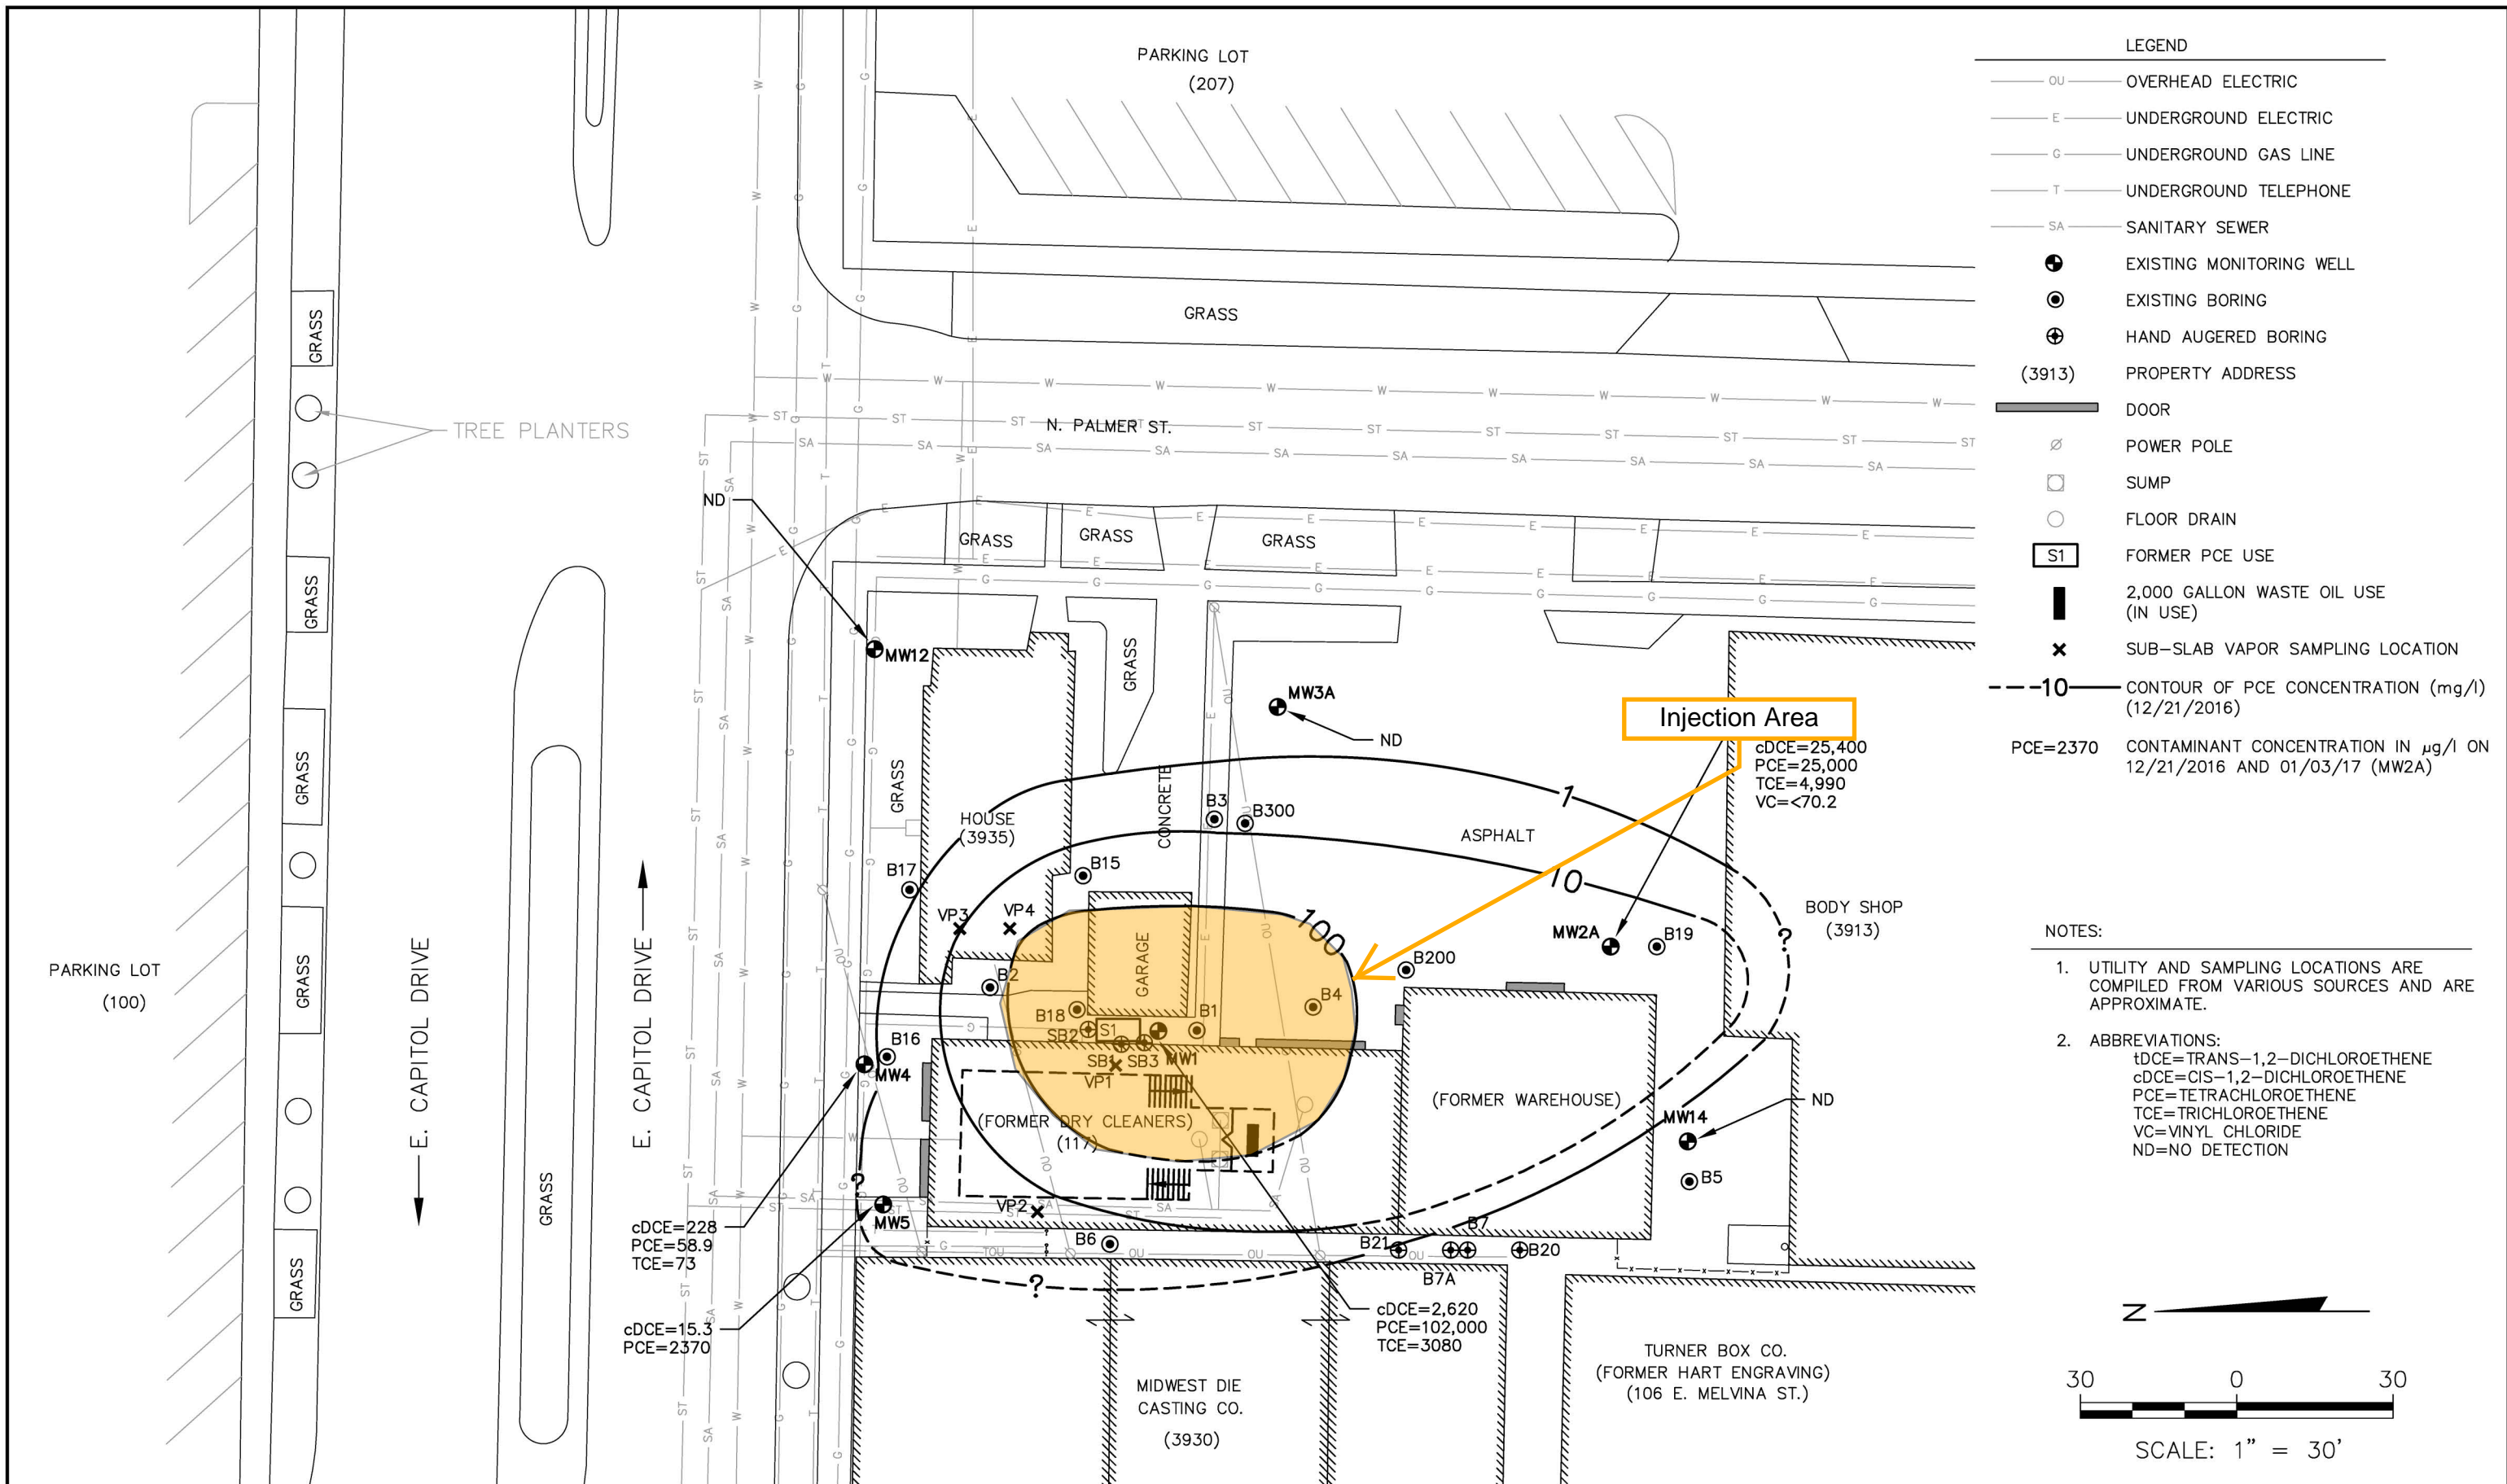 PARKING LOT
(207)
GRASS
N. PALMER ST.
TREE PLANTERS
GRASS
GRASS
GRASS
GRASS
GRASS
PARKING LOT
(100)
E. CAPITOL DRIVE
E. CAPITOL DRIVE
GRASS
GRASS
GRASS
GRASS
ND
MW12
GRASS
GRASS
CONCRETE
MW3A
ND
Injection Area
cDCE=25,400
PCE=25,000
TCE=4,990
VC=<70.2
1
10
100
ASPHALT
HOUSE
(3935)
B3
B300
B15
B17
VP3
VP4
GARAGE
B2
B18
SB2
S1
B1
B4
B200
MW2A
B19
BODY SHOP
(3913)
?
B16
MW4
SB1
SB3
MW1
VP1
(FORMER DRY CLEANERS)
(117)
(FORMER WAREHOUSE)
MW14
ND
B5
?
MW5
VP2
B6
B21
B7
B7A
B20
?
cDCE=228
PCE=58.9
TCE=73
cDCE=15.3
PCE=2370
cDCE=2,620
PCE=102,000
TCE=3080
MIDWEST DIE
CASTING CO.
(3930)
TURNER BOX CO.
(FORMER HART ENGRAVING)
(106 E. MELVINA ST.)
LEGEND
OU OVERHEAD ELECTRIC
E UNDERGROUND ELECTRIC
G UNDERGROUND GAS LINE
T UNDERGROUND TELEPHONE
SA SANITARY SEWER
EXISTING MONITORING WELL
EXISTING BORING
HAND AUGERED BORING
(3913) PROPERTY ADDRESS
DOOR
POWER POLE
SUMP
FLOOR DRAIN
S1 FORMER PCE USE
2,000 GALLON WASTE OIL USE
(IN USE)
SUB-SLAB VAPOR SAMPLING LOCATION
10 CONTOUR OF PCE CONCENTRATION (mg/l)
(12/21/2016)
PCE=2370 CONTAMINANT CONCENTRATION IN µg/l ON
12/21/2016 AND 01/03/17 (MW2A)
NOTES:
1. UTILITY AND SAMPLING LOCATIONS ARE
COMPILED FROM VARIOUS SOURCES AND ARE
APPROXIMATE.
2. ABBREVIATIONS:
tDCE=TRANS-1,2-DICHLOROETHENE
cDCE=CIS-1,2-DICHLOROETHENE
PCE=TETRACHLOROETHENE
TCE=TRICHLOROETHENE
VC=VINYL CHLORIDE
ND=NO DETECTION
N
30 0 30
SCALE: 1" = 30'